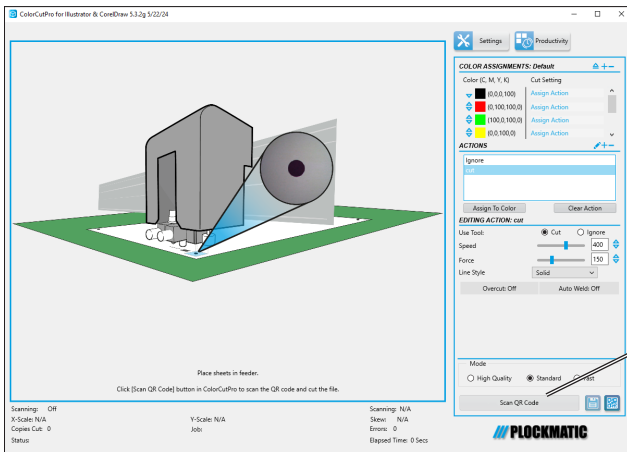 ColorCutPro for Illustrator & CorelDraw 5.3.2g 5/22/24
Settings
Productivity
COLOR ASSIGNMENTS: Default
Color (C, M, Y, K) Cut Setting
(0,0,0,100) Assign Action
(0,100,100,0) Assign Action
(100,0,100,0) Assign Action
(0,0,100,0) Assign Action
ACTIONS
Ignore
cut
Assign To Color Clear Action
EDITING ACTION: cut
Use Tool: Cut Ignore
Speed 400
Force 150
Line Style Solid
Overcut: Off Auto Weld: Off
Mode
High Quality Standard Fast
Scan QR Code
Place sheets in feeder.
Click [Scan QR Code] button in ColorCutPro to scan the QR code and cut the file.
Scanning: Off Scanning: N/A
X-Scale: N/A Y-Scale: N/A Skew: N/A
Copies Cut: 0 Job: Errors: 0
Status: Elapsed Time: 0 Secs
PLOCKMATIC